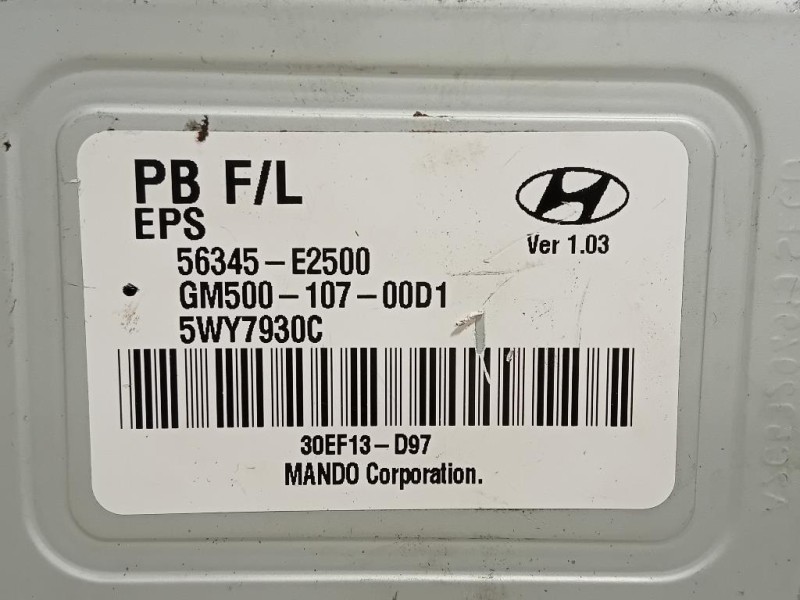 PB F/L
EPS
Ver 1.03
56345-E2500
GM500-107-00D1
5WY7930C
30EF13-D97
MANDO Corporation.